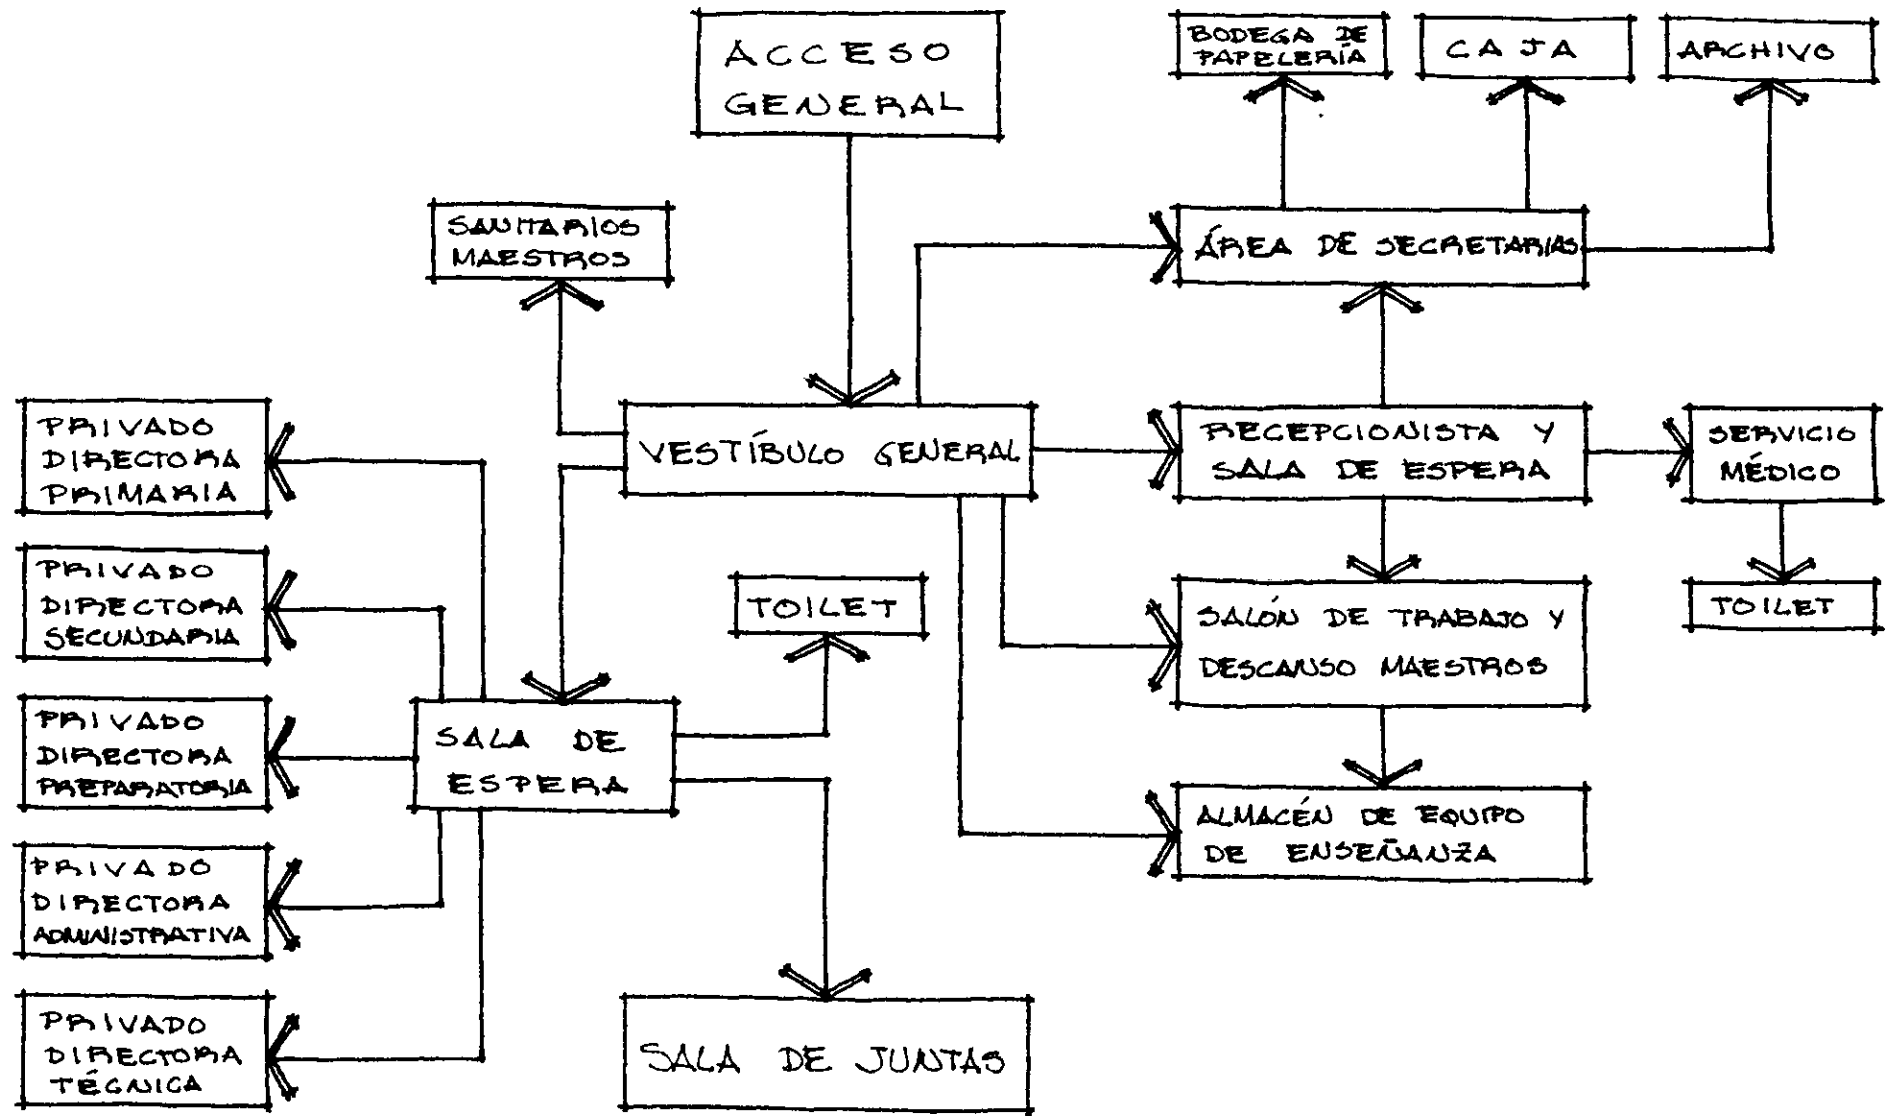 ACCESO
GENERAL
BODEGA DE
PAPELERÍA
CAJA
ARCHIVO
SANITARIOS
MAESTROS
ÁREA DE SECRETARIAS
PRIVADO
DIRECTORA
PRIMARIA
VESTÍBULO GENERAL
RECEPCIONISTA Y
SALA DE ESPERA
SERVICIO
MÉDICO
PRIVADO
DIRECTORA
SECUNDARIA
TOILET
SALÓN DE TRABAJO Y
DESCANSO MAESTROS
TOILET
PRIVADO
DIRECTORA
PREPARATORIA
SALA DE
ESPERA
ALMACÉN DE EQUIPO
DE ENSEÑANZA
PRIVADO
DIRECTORA
ADMINISTRATIVA
PRIVADO
DIRECTORA
TÉCNICA
SALA DE JUNTAS